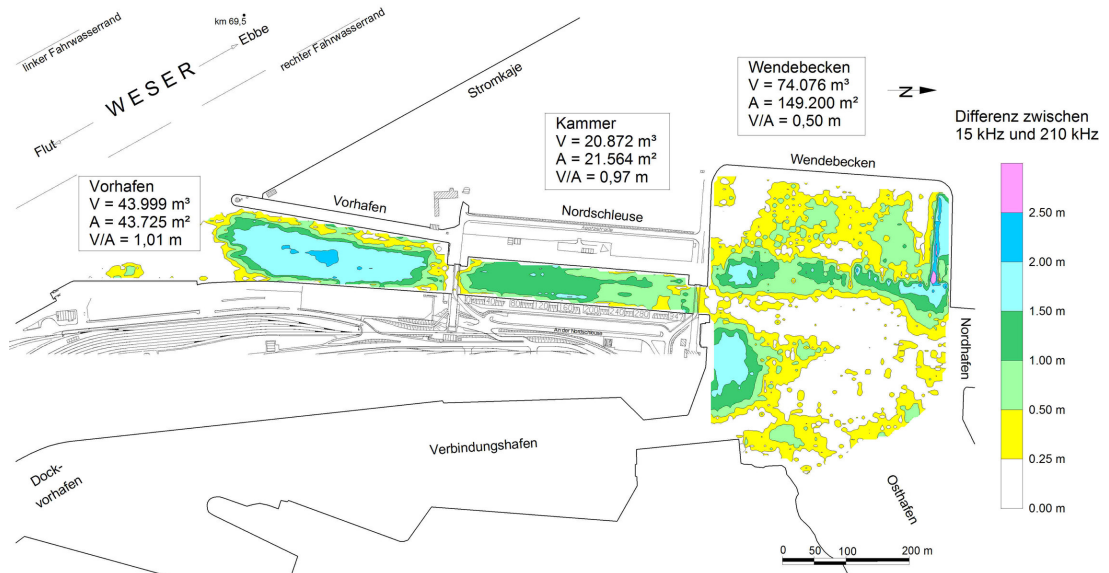 km 69,5
linker Fahrwasserrand
Ebbe
rechter Fahrwasserrand
WESER
Flut
Stromkaje
Wendebecken
V = 74.076 m³
A = 149.200 m²
V/A = 0,50 m
N
Kammer
V = 20.872 m³
A = 21.564 m²
V/A = 0,97 m
Vorhafen
V = 43.999 m³
A = 43.725 m²
V/A = 1,01 m
Differenz zwischen
15 kHz und 210 kHz
2.50 m
2.00 m
1.50 m
1.00 m
0.50 m
0.25 m
0.00 m
Vorhafen
Nordschleuse
Wendebecken
An der Nordschleuse
Nordhafen
Verbindungshafen
Dock-
vorhafen
Osthafen
0 50 100 200 m